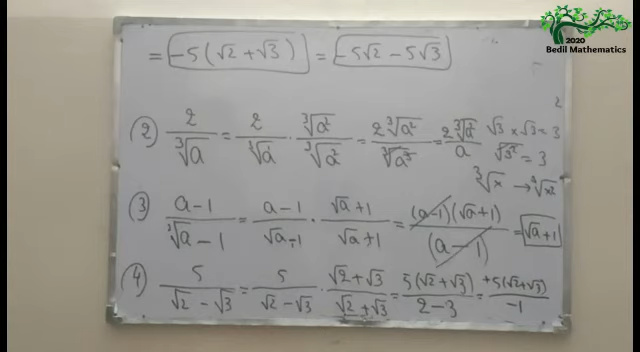 2020
Bedil Mathematics
= -5(√2 + √3) = -5√2 - 5√3
② 2/∛a = 2/∛a · ∛a²/∛a² = 2∛a²/∛a³ = 2∛a²/a √3 × √3 = 3
√3² = 3
∛x →
③ a-1/√a - 1 = a-1/√a-1 · √a+1/√a+1 = (a-1)(√a+1)/(a-1) = √a+1
④ 5/√2 - √3 = 5/√2-√3 · √2+√3/√2+√3 = 5(√2+√3)/2-3 = +5(√2+√3)/-1